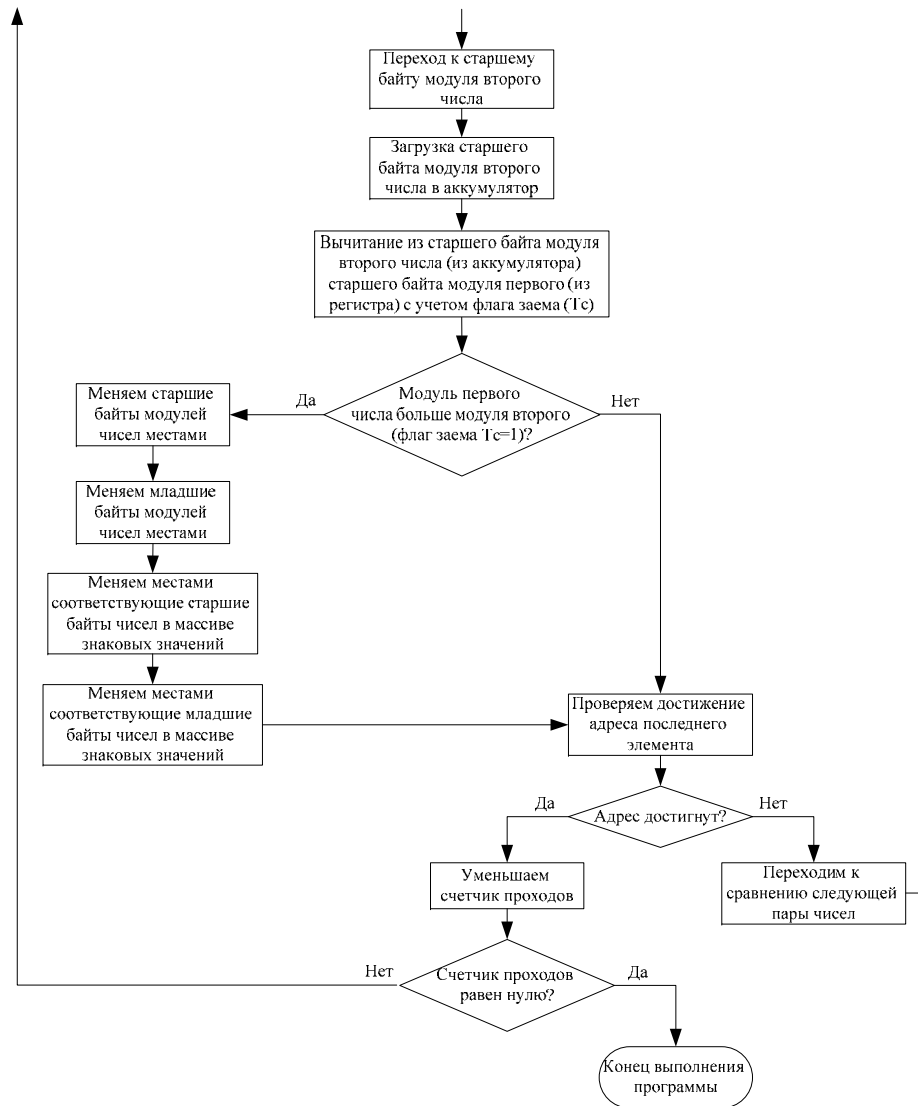 Переход к старшему
байту модуля второго
числа
Загрузка старшего
байта модуля второго
числа в аккумулятор
Вычитание из старшего байта модуля
второго числа (из аккумулятора)
старшего байта модуля первого (из
регистра) с учетом флага заема (Тс)
Модуль первого
числа больше модуля второго
(флаг заема Тс=1)?
Да
Нет
Меняем старшие
байты модулей
чисел местами
Меняем младшие
байты модулей
чисел местами
Меняем местами
соответствующие старшие
байты чисел в массиве
знаковых значений
Меняем местами
соответствующие младшие
байты чисел в массиве
знаковых значений
Проверяем достижение
адреса последнего
элемента
Адрес достигнут?
Да
Нет
Уменьшаем
счетчик проходов
Переходим к
сравнению следующей
пары чисел
Счетчик проходов
равен нулю?
Нет
Да
Конец выполнения
программы